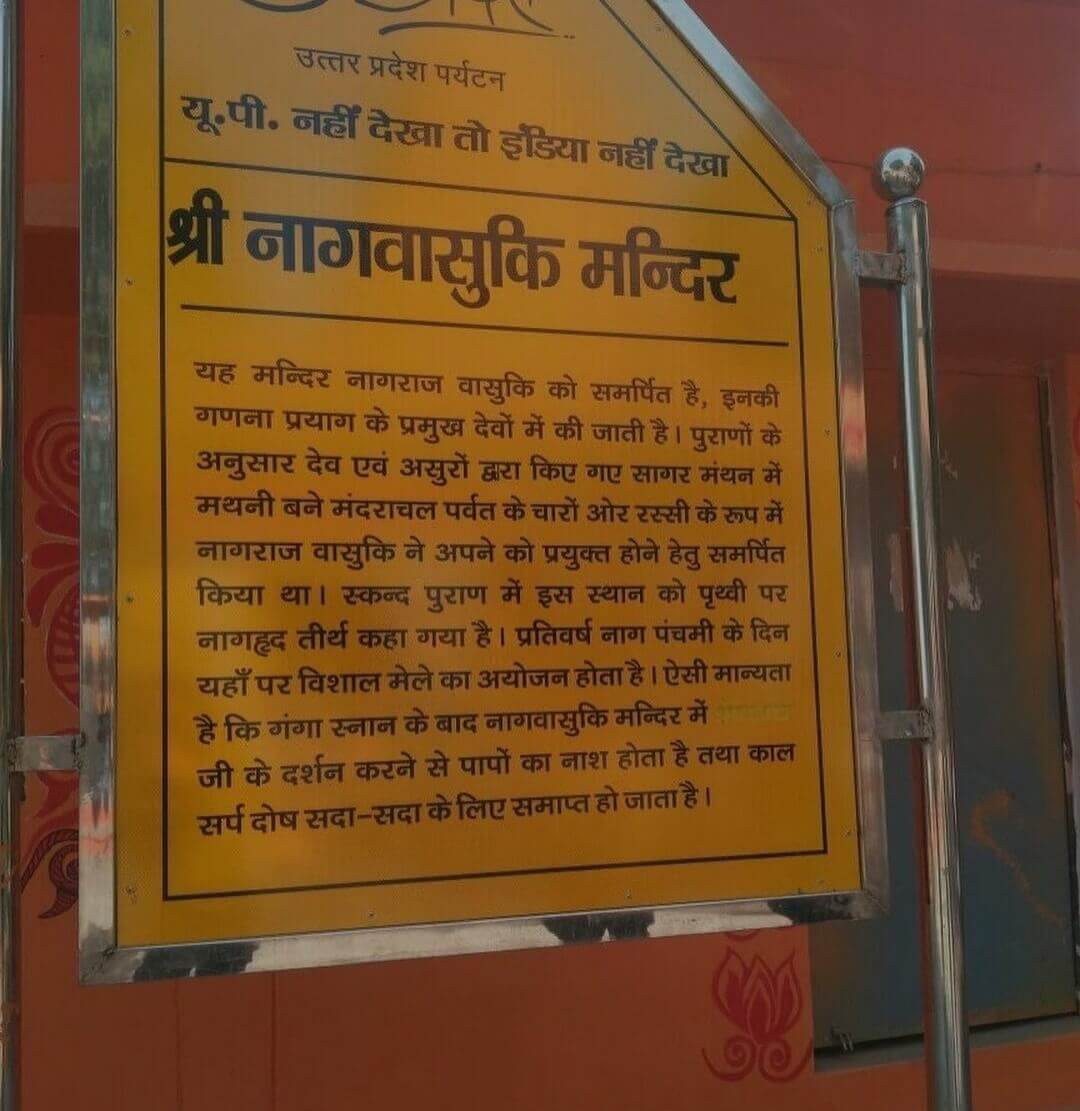 उत्तर प्रदेश पर्यटन
यू.पी. नहीं देखा तो इंडिया नहीं देखा
श्री नागवासुकि मन्दिर
यह मन्दिर नागराज वासुकि को समर्पित है, इनकी
गणना प्रयाग के प्रमुख देवों में की जाती है। पुराणों के
अनुसार देव एवं असुरों द्वरा किए गए सागर मंथन में
मथनी बने मंदराचल पर्वत के चारों ओर रस्सी के रूप में
नागराज वासुकि ने अपने को प्रयुक्त होने हेतु समर्पित
किया था। स्कन्द पुराण में इस स्थान को पृथ्वी पर
नागहृद तीर्थ कहा गया है। प्रतिवर्ष नाग पंचमी के दिन
यहाँ पर विशाल मेले का अयोजन होता है। ऐसी मान्यता
है कि गंगा स्नान के बाद नागवासुकि मन्दिर में
जी के दर्शन करने से पापों का नाश होता है तथा काल
सर्प दोष सदा-सदा के लिए समाप्त हो जाता है।